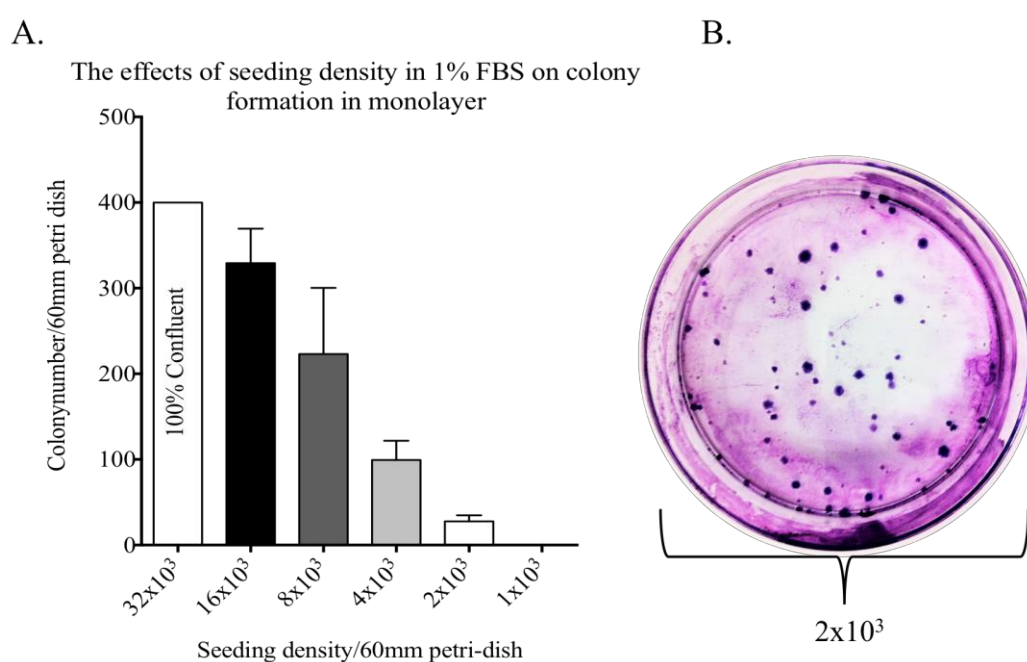 A.
B.
The effects of seeding density in 1% FBS on colony
formation in monolayer
Colonynumber/60mm petri dish
500
400
300
200
100
0
100% Confluent
32x10³
16x10³
8x10³
4x10³
2x10³
1x10³
Seeding density/60mm petri-dish
2x10³